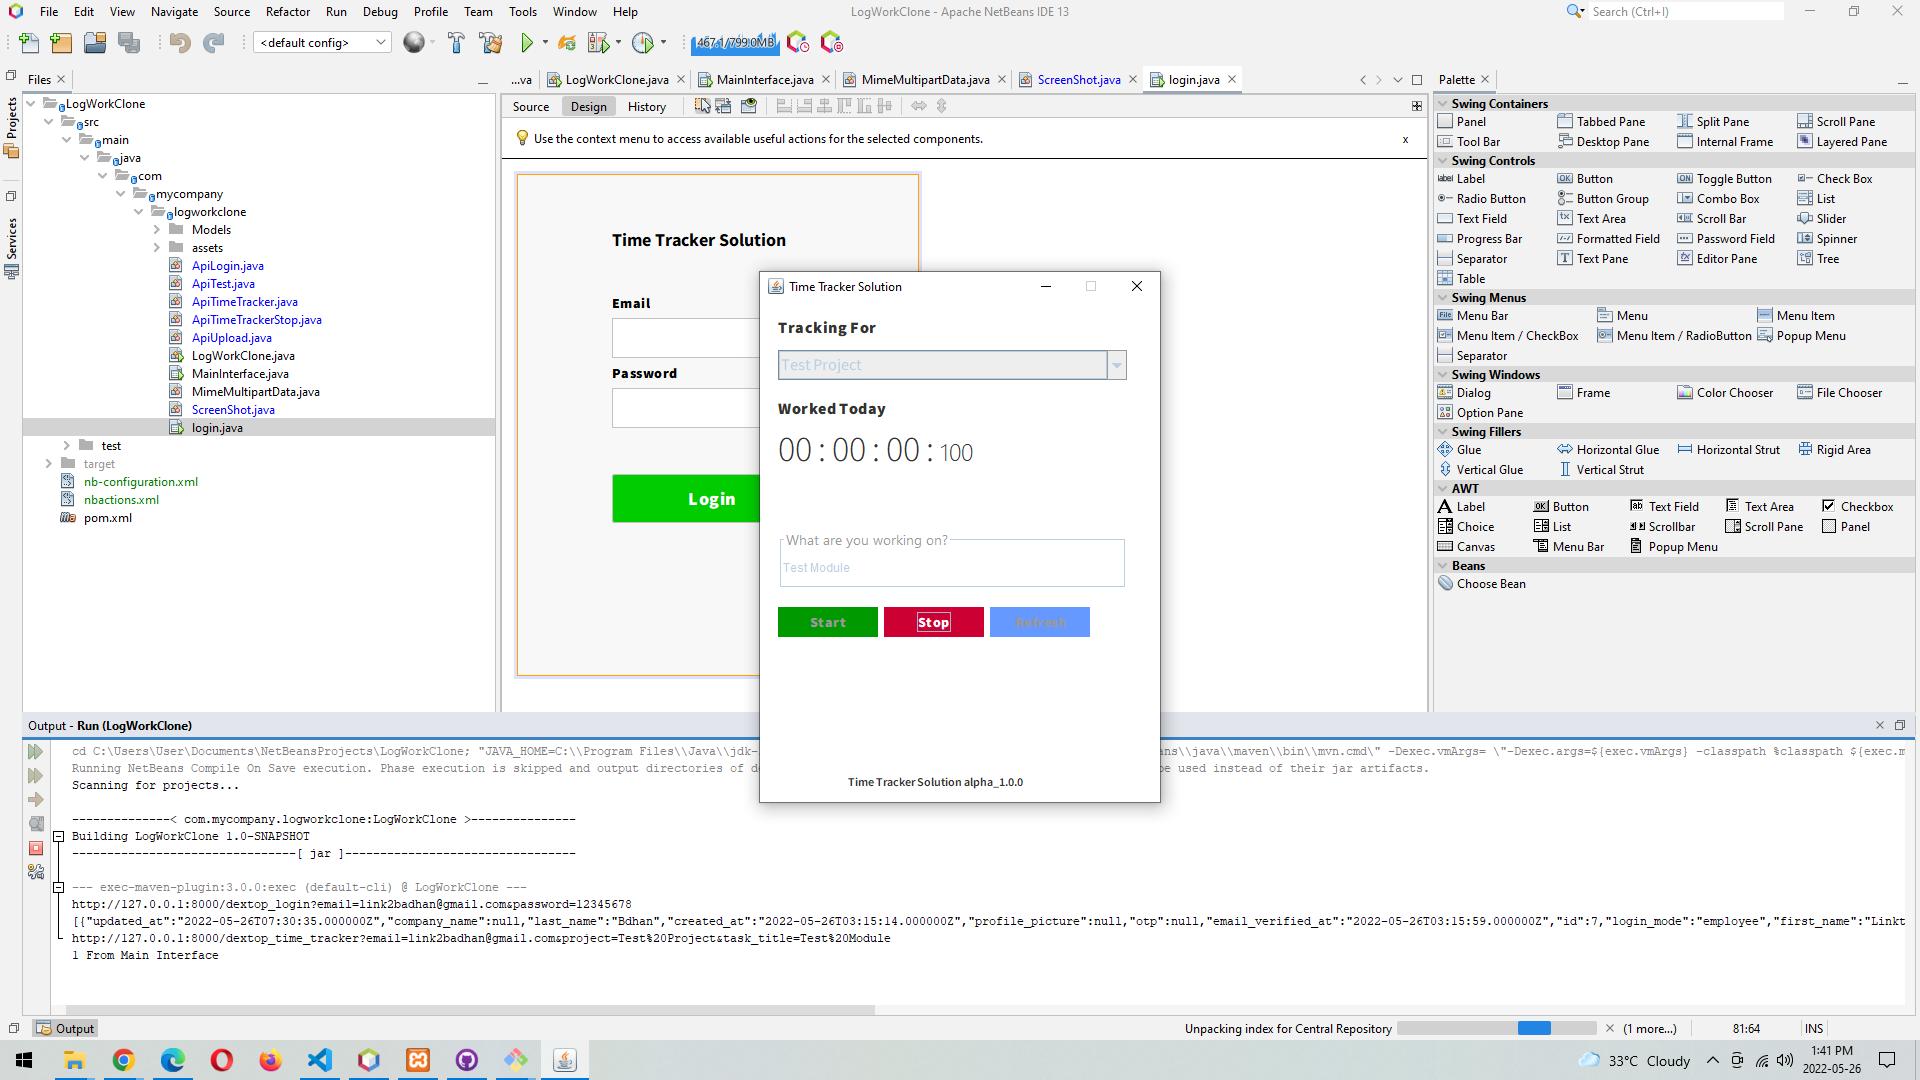 File Edit View Navigate Source Refactor Run Debug Profile Team Tools Window Help
LogWorkClone - Apache NetBeans IDE 13
Search (Ctrl+I)
<default config>
467.1/799.0MB
Files
...va LogWorkClone.java MainInterface.java MimeMultipartData.java ScreenShot.java login.java
Palette
Projects
Services
Source Design History
Use the context menu to access available useful actions for the selected components.
x
LogWorkClone
src
main
java
com
mycompany
logworkclone
Models
assets
ApiLogin.java
ApiTest.java
ApiTimeTracker.java
ApiTimeTrackerStop.java
ApiUpload.java
LogWorkClone.java
MainInterface.java
MimeMultipartData.java
ScreenShot.java
login.java
test
target
nb-configuration.xml
nbactions.xml
pom.xml
Time Tracker Solution
Email
Password
Login
Time Tracker Solution
Tracking For
Test Project
Worked Today
00 : 00 : 00 : 100
What are you working on?
Test Module
Start Stop Refresh
Time Tracker Solution alpha_1.0.0
Swing Containers
Panel Tabbed Pane Split Pane Scroll Pane
Tool Bar Desktop Pane Internal Frame Layered Pane
Swing Controls
Label Button Toggle Button Check Box
Radio Button Button Group Combo Box List
Text Field Text Area Scroll Bar Slider
Progress Bar Formatted Field Password Field Spinner
Separator Text Pane Editor Pane Tree
Table
Swing Menus
Menu Bar Menu Menu Item
Menu Item / CheckBox Menu Item / RadioButton Popup Menu
Separator
Swing Windows
Dialog Frame Color Chooser File Chooser
Option Pane
Swing Fillers
Glue Horizontal Glue Horizontal Strut Rigid Area
Vertical Glue Vertical Strut
AWT
Label Button Text Field Text Area Checkbox
Choice List Scrollbar Scroll Pane Panel
Canvas Menu Bar Popup Menu
Beans
Choose Bean
Output - Run (LogWorkClone)
cd C:\Users\User\Documents\NetBeansProjects\LogWorkClone; "JAVA_HOME=C:\\Program Files\\Java\\jdk- ans\\java\\maven\\bin\\mvn.cmd\" -Dexec.vmArgs= \"-Dexec.args=${exec.vmArgs} -classpath %classpath ${exec.m
Running NetBeans Compile On Save execution. Phase execution is skipped and output directories of d be used instead of their jar artifacts.
Scanning for projects...
--------------< com.mycompany.logworkclone:LogWorkClone >---------------
Building LogWorkClone 1.0-SNAPSHOT
--------------------------------[ jar ]---------------------------------
--- exec-maven-plugin:3.0.0:exec (default-cli) @ LogWorkClone ---
http://127.0.0.1:8000/dextop_login?email=link2badhan@gmail.com&password=12345678
[{"updated_at":"2022-05-26T07:30:35.000000Z","company_name":null,"last_name":"Bdhan","created_at":"2022-05-26T03:15:14.000000Z","profile_picture":null,"otp":null,"email_verified_at":"2022-05-26T03:15:59.000000Z","id":7,"login_mode":"employee","first_name":"Linkt
http://127.0.0.1:8000/dextop_time_tracker?email=link2badhan@gmail.com&project=Test%20Project&task_title=Test%20Module
1 From Main Interface
Output
Unpacking index for Central Repository
(1 more...)
81:64
INS
33°C Cloudy
1:41 PM
2022-05-26